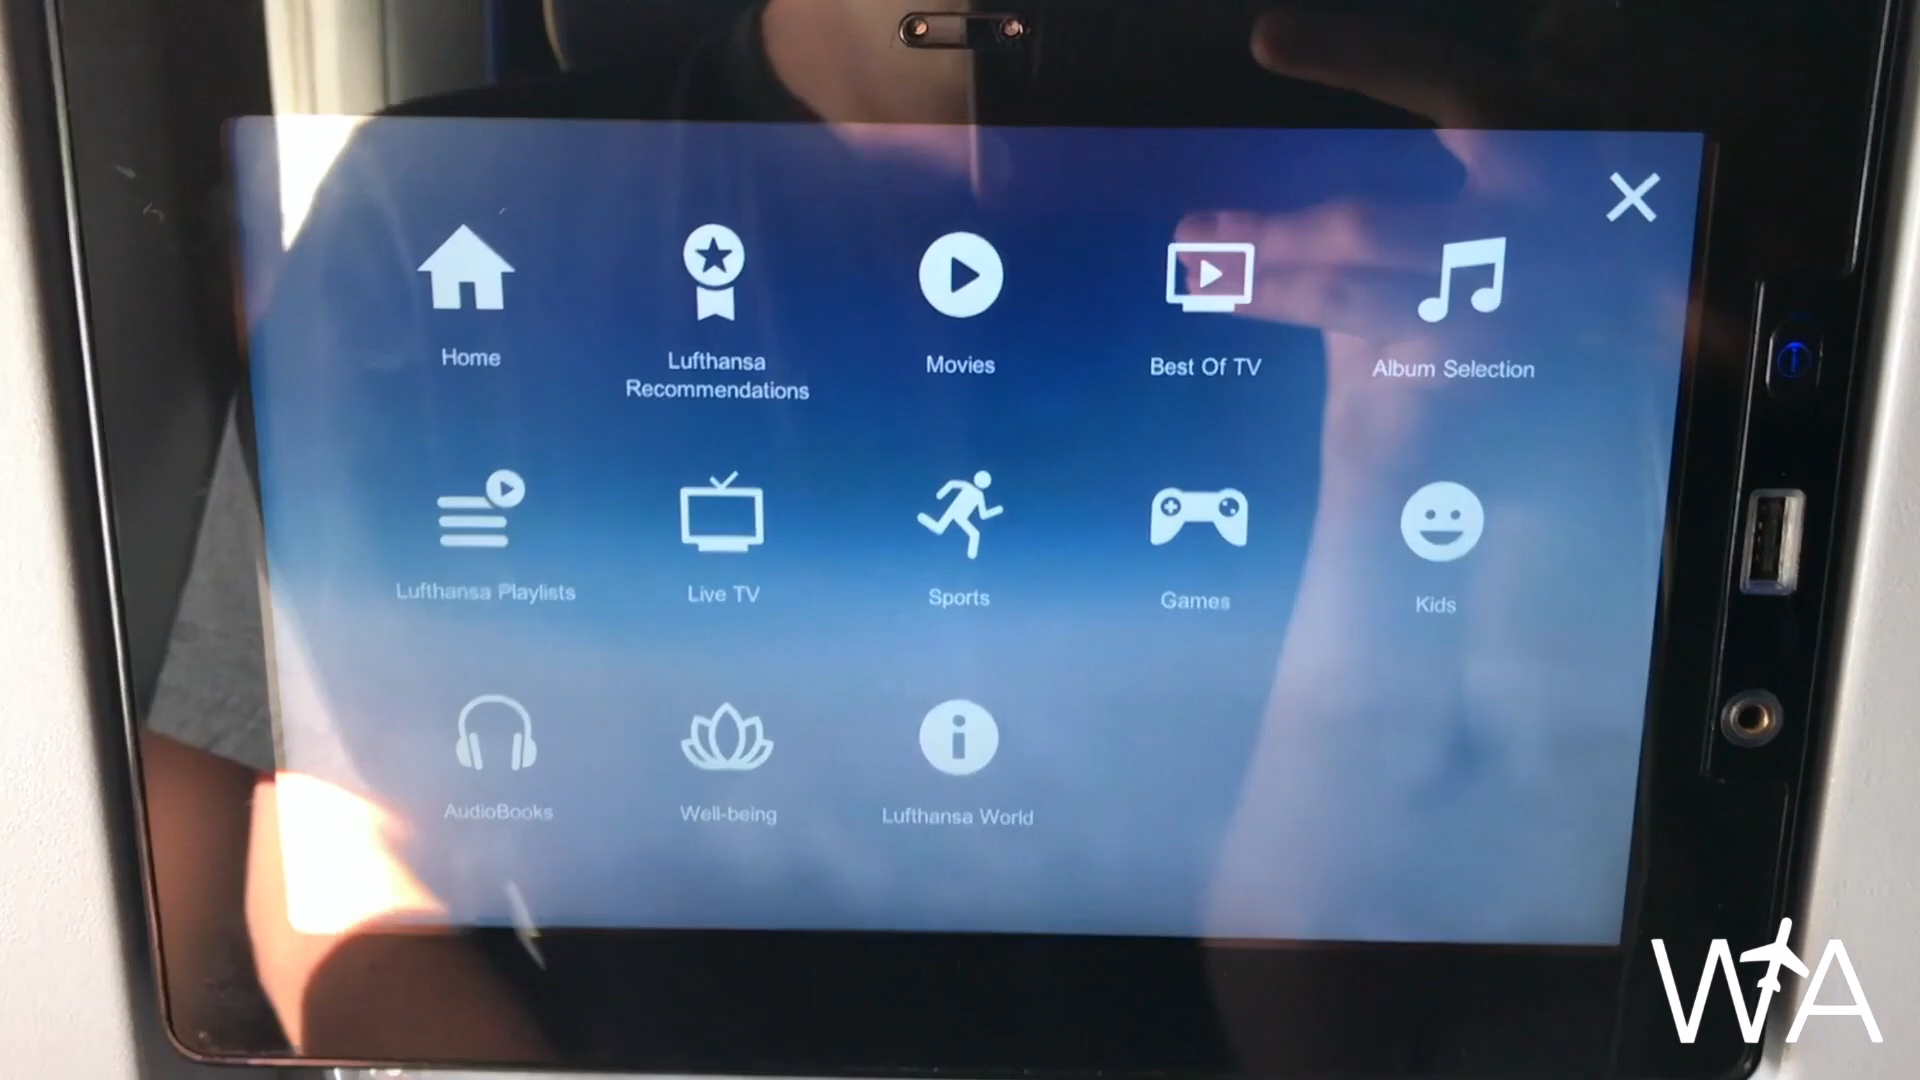 Home
Lufthansa
Recommendations
Movies
Best Of TV
Album Selection
Lufthansa Playlists
Live TV
Sports
Games
Kids
AudioBooks
Well-being
Lufthansa World
WA